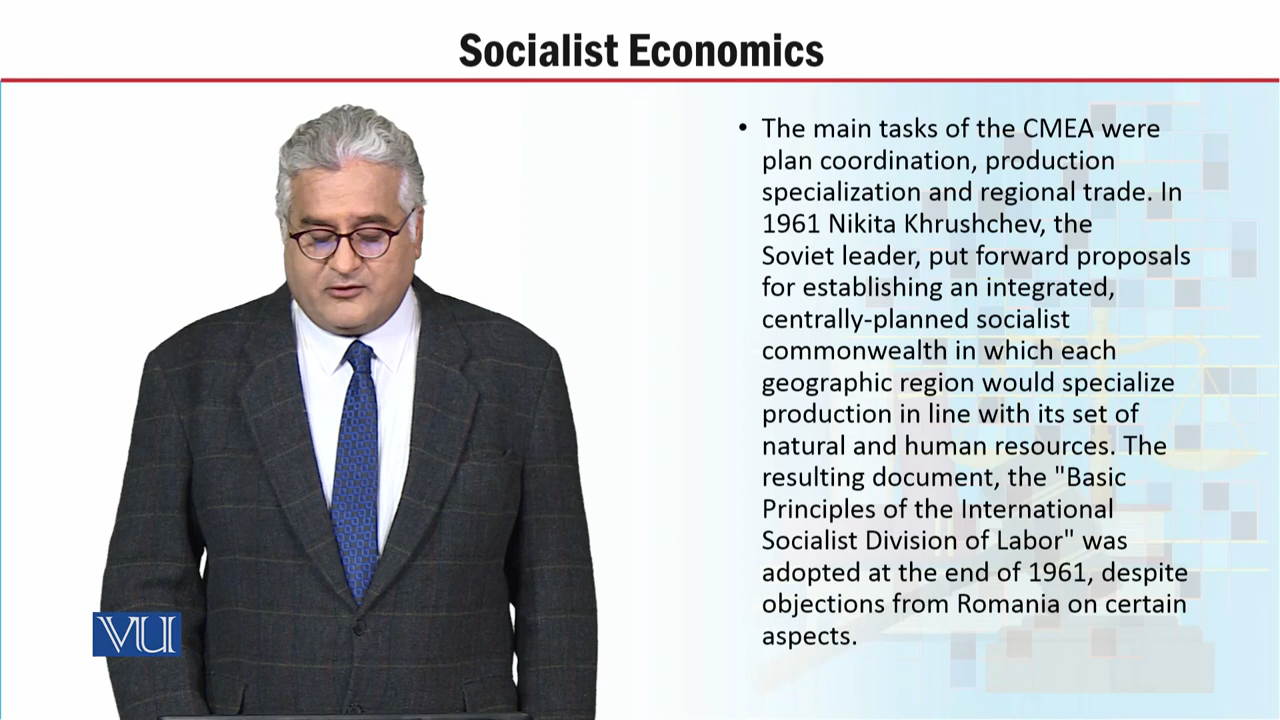 Socialist Economics
• The main tasks of the CMEA were
plan coordination, production
specialization and regional trade. In
1961 Nikita Khrushchev, the
Soviet leader, put forward proposals
for establishing an integrated,
centrally-planned socialist
commonwealth in which each
geographic region would specialize
production in line with its set of
natural and human resources. The
resulting document, the "Basic
Principles of the International
Socialist Division of Labor" was
adopted at the end of 1961, despite
objections from Romania on certain
aspects.
VU